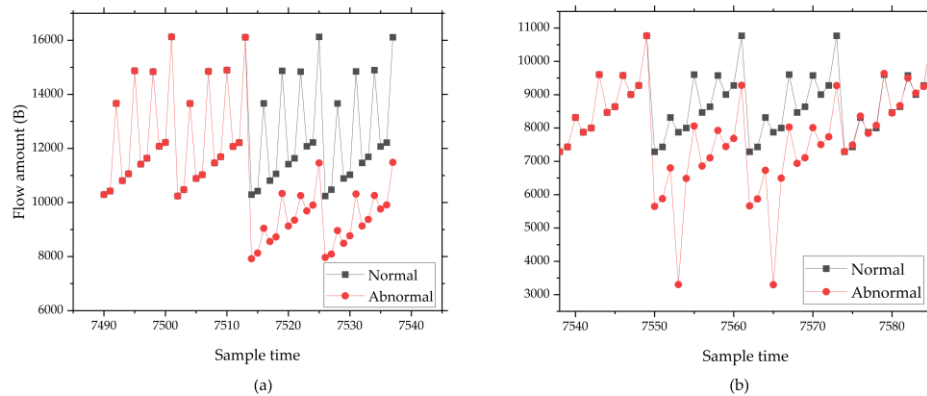 16000
14000
12000
10000
8000
6000
Flow amount (B)
7490 7500 7510 7520 7530 7540
Sample time
Normal
Abnormal
(a)
11000
10000
9000
8000
7000
6000
5000
4000
3000
7540 7550 7560 7570 7580
Sample time
Normal
Abnormal
(b)